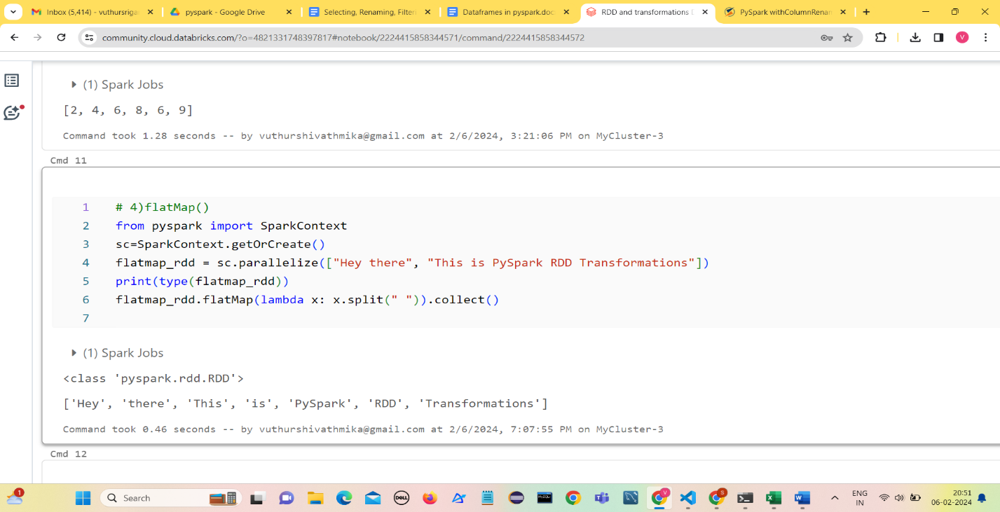 Inbox (5,414) - vuthursriga
pyspark - Google Drive
Selecting, Renaming, Filteri
Dataframes in pyspark.doc
RDD and transformations
PySpark withColumnRenam
community.cloud.databricks.com/?o=4821331748397817#notebook/2224415858344571/command/2224415858344572
V
(1) Spark Jobs
[2, 4, 6, 8, 6, 9]
Command took 1.28 seconds -- by vuthurshivathmika@gmail.com at 2/6/2024, 3:21:06 PM on MyCluster-3
Cmd 11
1 # 4)flatMap()
2 from pyspark import SparkContext
3 sc=SparkContext.getOrCreate()
4 flatmap_rdd = sc.parallelize(["Hey there", "This is PySpark RDD Transformations"])
5 print(type(flatmap_rdd))
6 flatmap_rdd.flatMap(lambda x: x.split(" ")).collect()
7
(1) Spark Jobs
<class 'pyspark.rdd.RDD'>
['Hey', 'there', 'This', 'is', 'PySpark', 'RDD', 'Transformations']
Command took 0.46 seconds -- by vuthurshivathmika@gmail.com at 2/6/2024, 7:07:55 PM on MyCluster-3
Cmd 12
1
Search
DELL
V
S
ENG
IN
20:51
06-02-2024